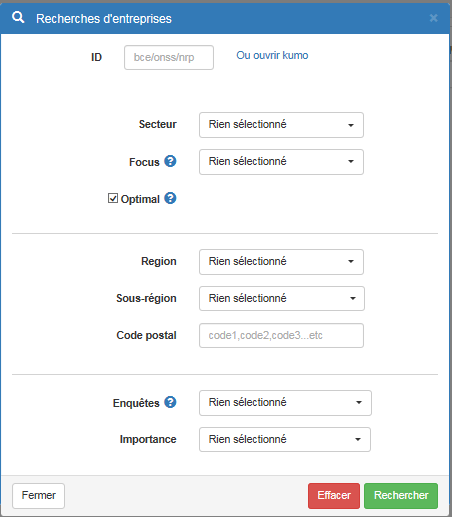 Recherches d'entreprises ×
ID bce/onss/nrp Ou ouvrir kumo
Secteur Rien sélectionné
Focus ? Rien sélectionné
Optimal ?
Region Rien sélectionné
Sous-région Rien sélectionné
Code postal code1,code2,code3...etc
Enquêtes ? Rien sélectionné
Importance Rien sélectionné
Fermer Effacer Rechercher